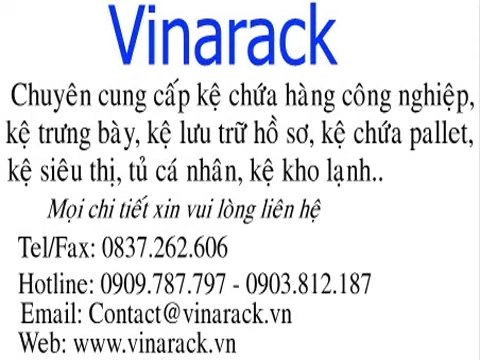 Vinarack
Chuyên cung cấp kệ chứa hàng công nghiệp,
kệ trưng bày, kệ lưu trữ hồ sơ, kệ chứa pallet,
kệ siêu thị, tủ cá nhân, kệ kho lạnh..
Mọi chi tiết xin vui lòng liên hệ
Tel/Fax: 0837.262.606
Hotline: 0909.787.797 - 0903.812.187
Email: Contact@vinarack.vn
Web: www.vinarack.vn